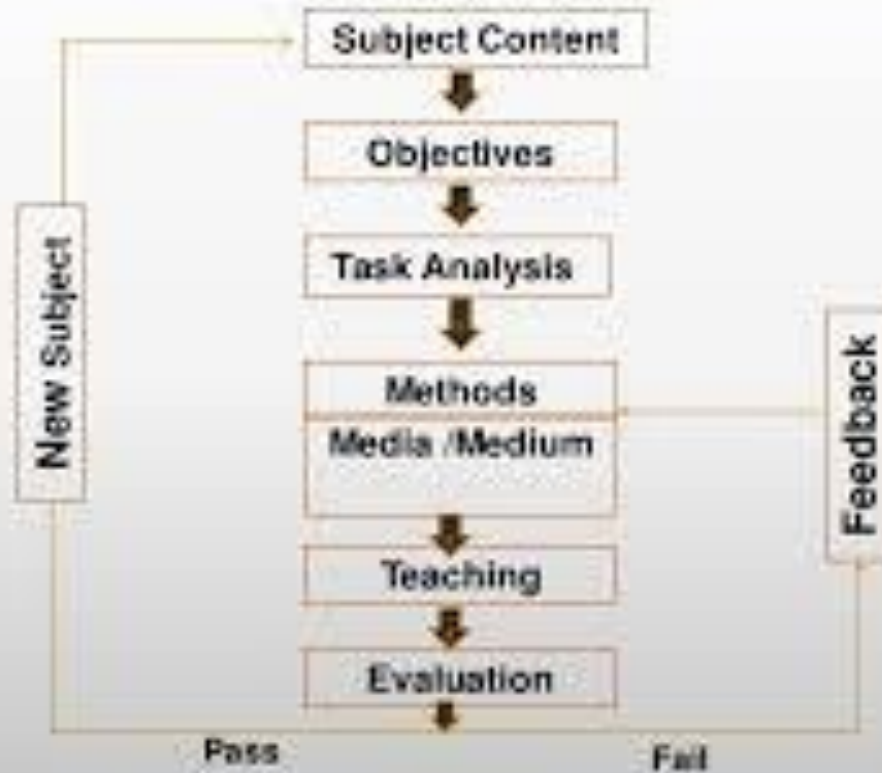 Subject Content
Objectives
Task Analysis
Methods
Media /Medium
Teaching
Evaluation
New Subject
Feedback
Pass
Fail